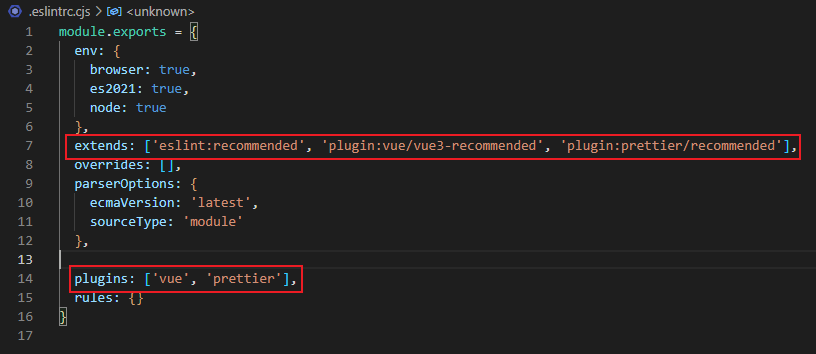 .eslintrc.cjs > <unknown>
1 module.exports = {
2 env: {
3 browser: true,
4 es2021: true,
5 node: true
6 },
7 extends: ['eslint:recommended', 'plugin:vue/vue3-recommended', 'plugin:prettier/recommended'],
8 overrides: [],
9 parserOptions: {
10 ecmaVersion: 'latest',
11 sourceType: 'module'
12 },
13
14 plugins: ['vue', 'prettier'],
15 rules: {}
16 }
17